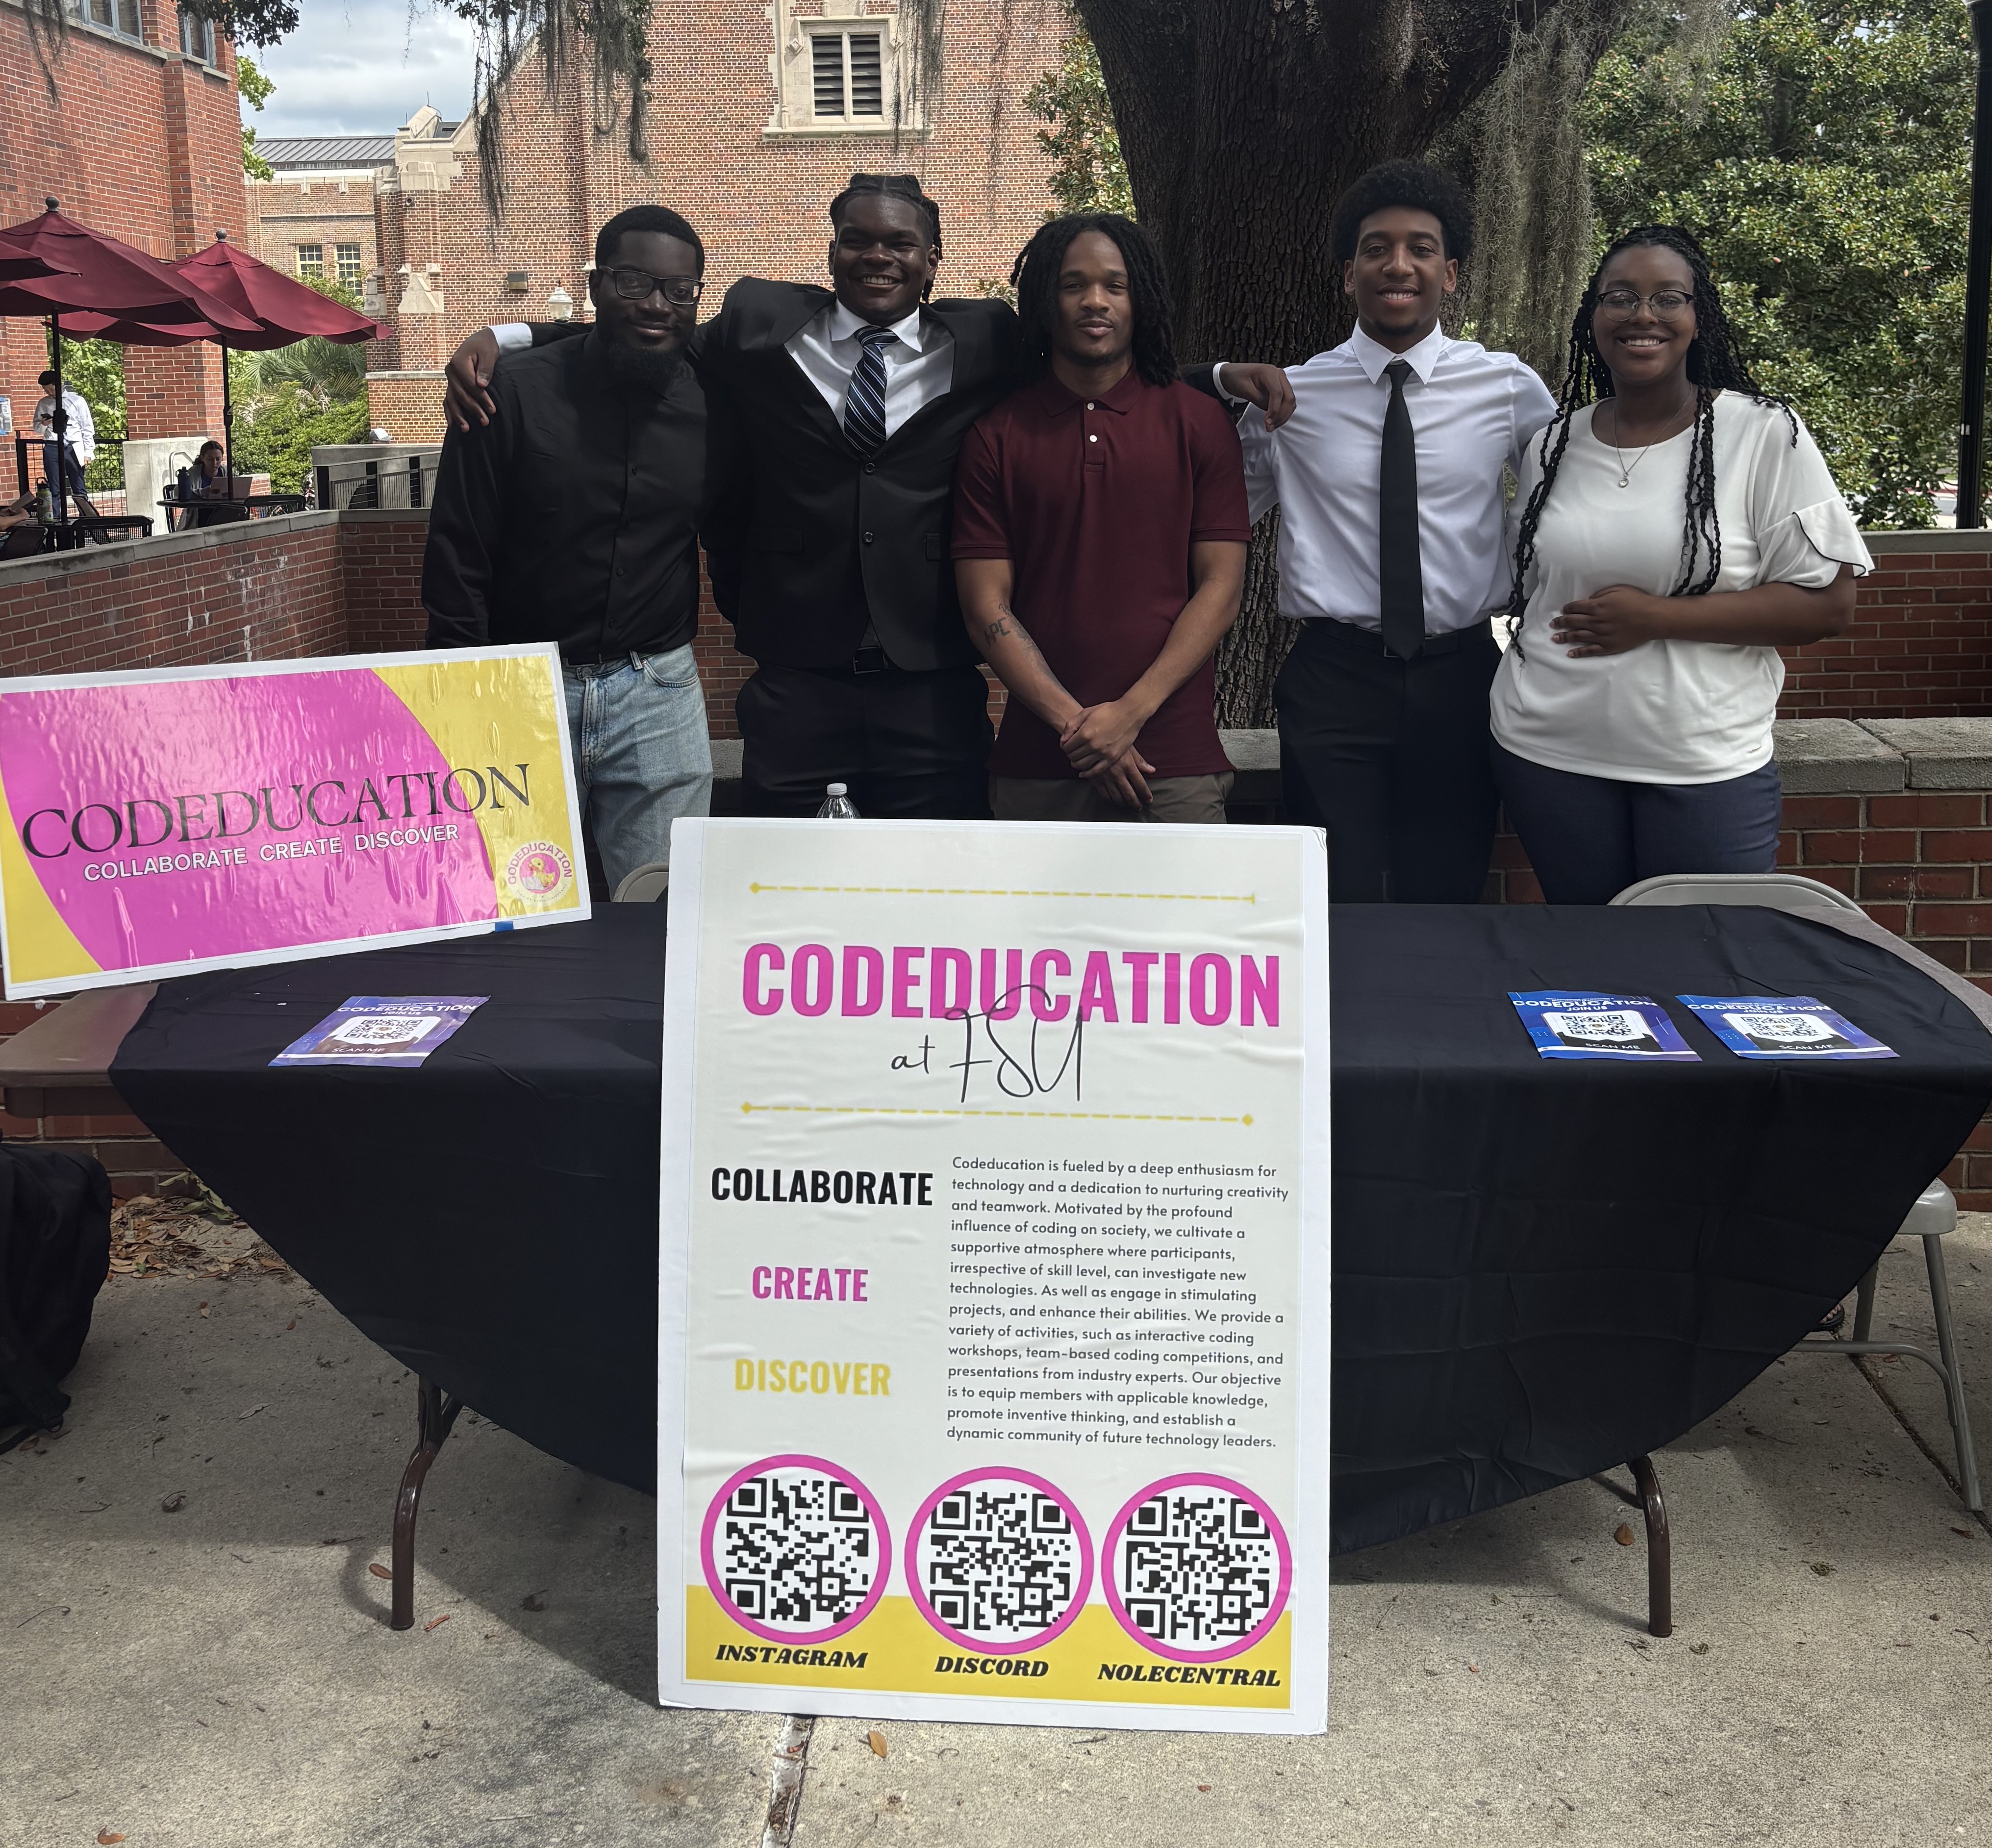 CODEDUCATION
COLLABORATE CREATE DISCOVER
CODEDUCATION
CODEDUCATION
JOIN US
SCAN ME
CODEDUCATION
JOIN US
SCAN ME
CODEDUCATION
JOIN US
SCAN ME
CODEDUCATION
at FSU
COLLABORATE
CREATE
DISCOVER
Codeducation is fueled by a deep enthusiasm for
technology and a dedication to nurturing creativity
and teamwork. Motivated by the profound
influence of coding on society, we cultivate a
supportive atmosphere where participants,
irrespective of skill level, can investigate new
technologies. As well as engage in stimulating
projects, and enhance their abilities. We provide a
variety of activities, such as interactive coding
workshops, team-based coding competitions, and
presentations from industry experts. Our objective
is to equip members with applicable knowledge,
promote inventive thinking, and establish a
dynamic community of future technology leaders.
INSTAGRAM
DISCORD
NOLECENTRAL